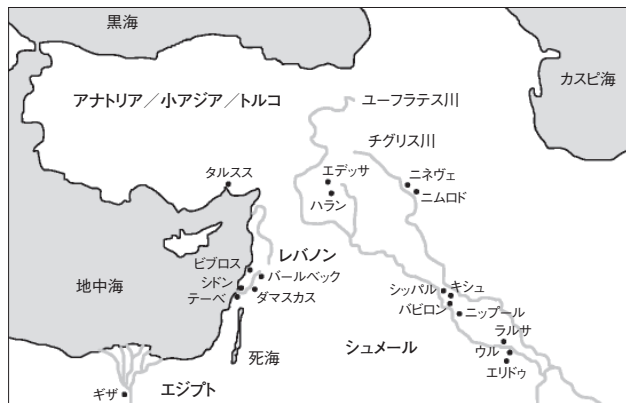 黒海
カスピ海
アナトリア／小アジア／トルコ
ユーフラテス川
チグリス川
タルスス
エデッサ
ニネヴェ
ハラン
ニムロド
レバノン
ビブロス
バールベック
地中海
シドン
テーベ
ダマスカス
シッパル
キシュ
バビロン
ニップール
ラルサ
死海
シュメール
ウル
エリドゥ
ギザ
エジプト